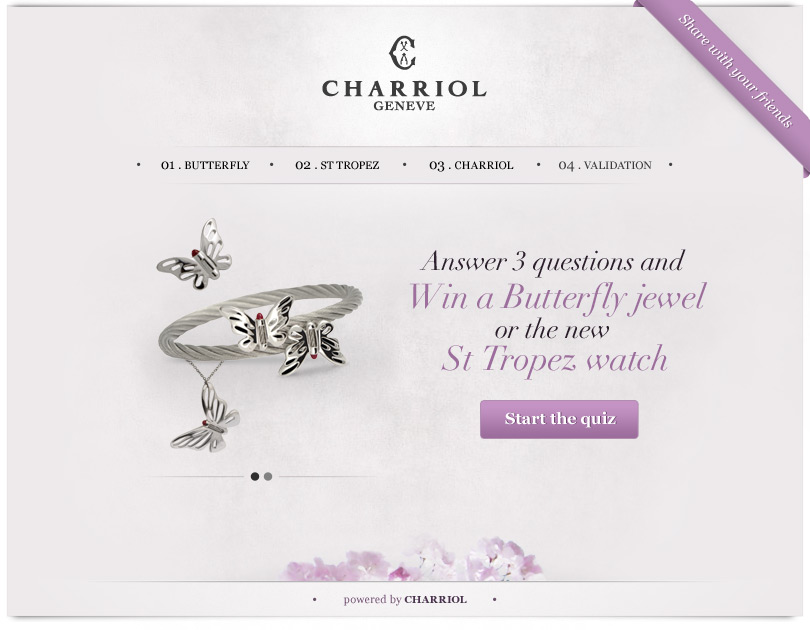 Share with your friends
CHARRIOL
GENEVE
01 . BUTTERFLY
02 . ST TROPEZ
03 . CHARRIOL
04 . VALIDATION
Answer 3 questions and
Win a Butterfly jewel
or the new
St Tropez watch
Start the quiz
powered by CHARRIOL